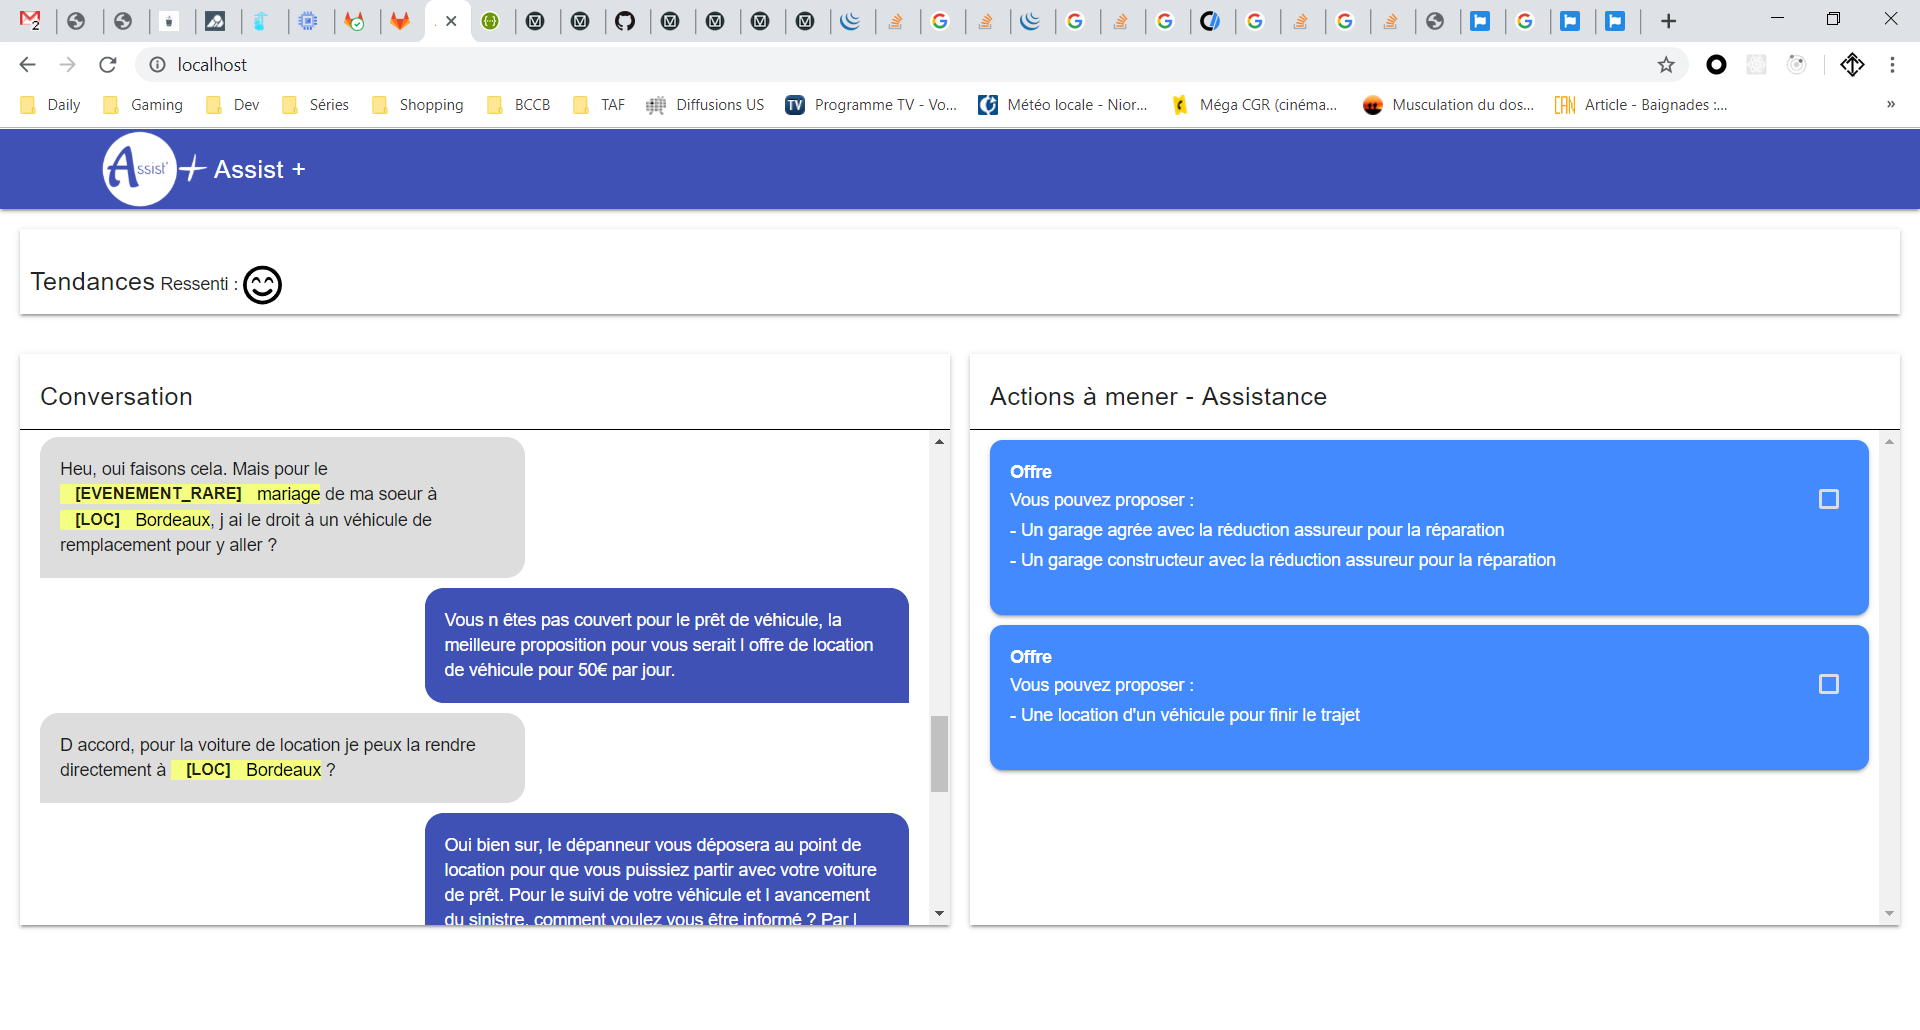 2
localhost
Daily
Gaming
Dev
Séries
Shopping
BCCB
TAF
Diffusions US
TV
Programme TV - Vo...
Météo locale - Nior...
Méga CGR (cinéma...
Musculation du dos...
CAN
Article - Baignades :...
»
Assist'
Assist +
Tendances Ressenti :
Conversation
Heu, oui faisons cela. Mais pour le
[EVENEMENT_RARE] mariage de ma soeur à
[LOC] Bordeaux, j ai le droit à un véhicule de
remplacement pour y aller ?
Vous n êtes pas couvert pour le prêt de véhicule, la
meilleure proposition pour vous serait l offre de location
de véhicule pour 50€ par jour.
D accord, pour la voiture de location je peux la rendre
directement à [LOC] Bordeaux ?
Oui bien sur, le dépanneur vous déposera au point de
location pour que vous puissiez partir avec votre voiture
de prêt. Pour le suivi de votre véhicule et l avancement
du sinistre, comment voulez vous être informé ? Par l
Actions à mener - Assistance
Offre
Vous pouvez proposer :
- Un garage agrée avec la réduction assureur pour la réparation
- Un garage constructeur avec la réduction assureur pour la réparation
Offre
Vous pouvez proposer :
- Une location d'un véhicule pour finir le trajet